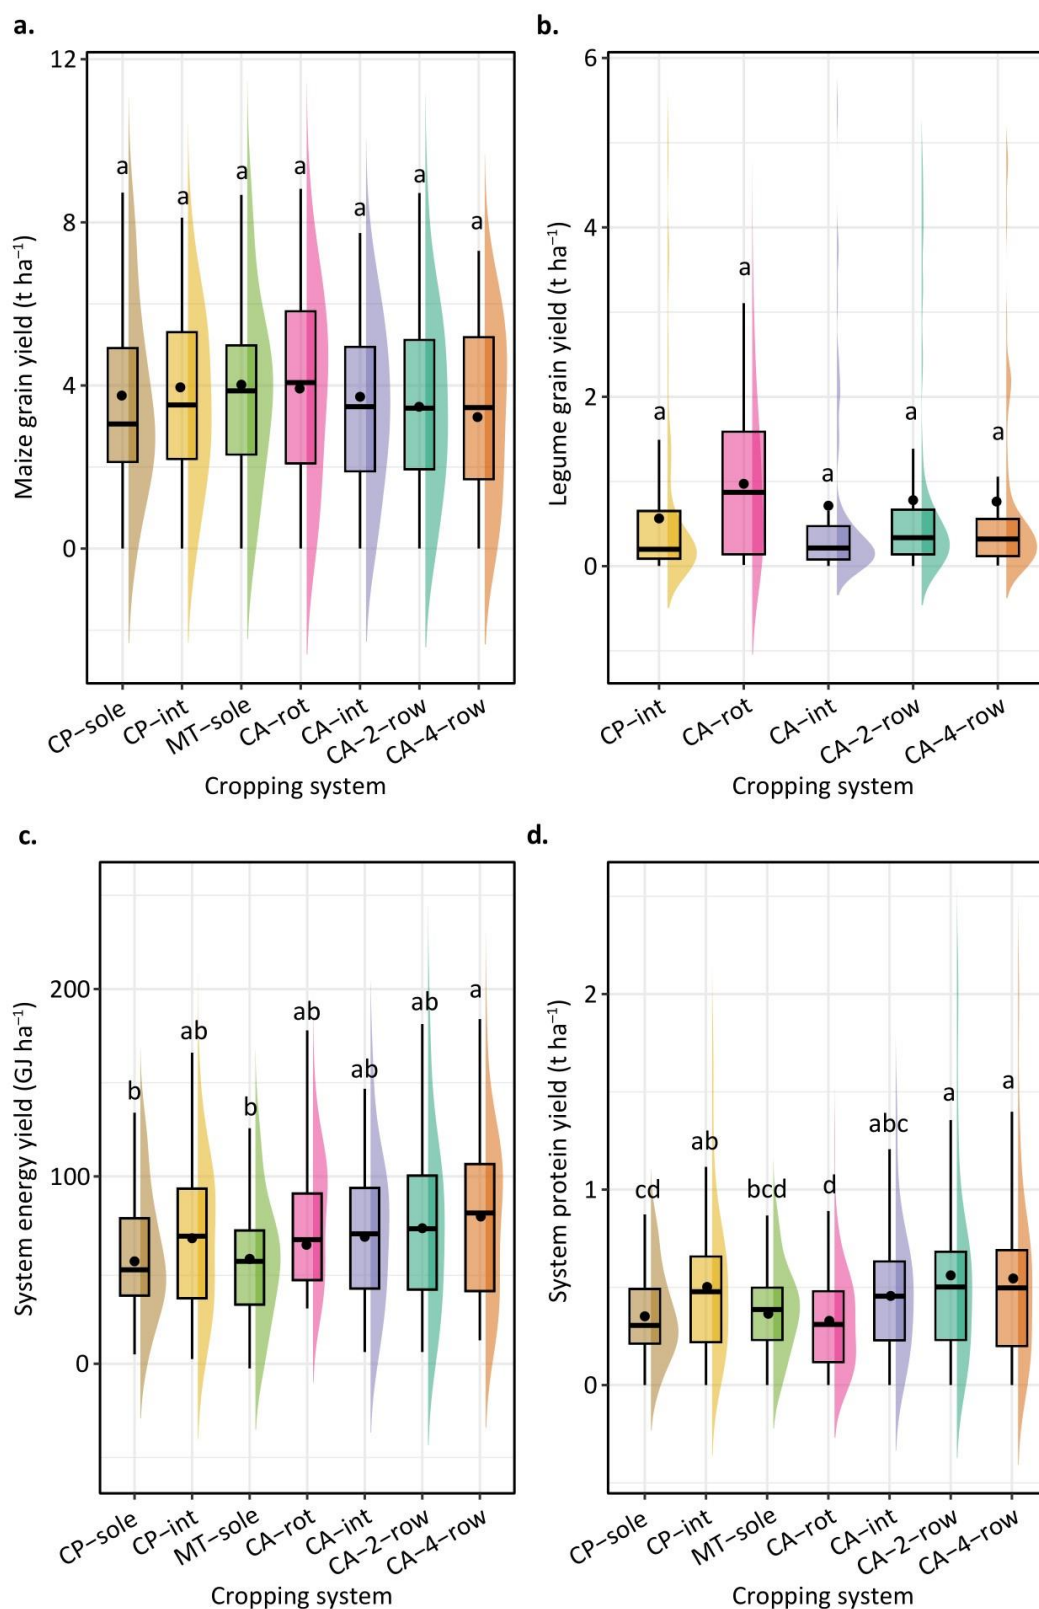 a.
Maize grain yield (t ha⁻¹)
12
8
4
0
a a a a a a a
CP−sole CP−int MT−sole CA−rot CA−int CA−2−row CA−4−row
Cropping system
b.
Legume grain yield (t ha⁻¹)
6
4
2
0
a a a a a
CP−int CA−rot CA−int CA−2−row CA−4−row
Cropping system
c.
System energy yield (GJ ha⁻¹)
200
100
0
b ab b ab ab ab a
CP−sole CP−int MT−sole CA−rot CA−int CA−2−row CA−4−row
Cropping system
d.
System protein yield (t ha⁻¹)
2
1
0
cd ab bcd d abc a a
CP−sole CP−int MT−sole CA−rot CA−int CA−2−row CA−4−row
Cropping system